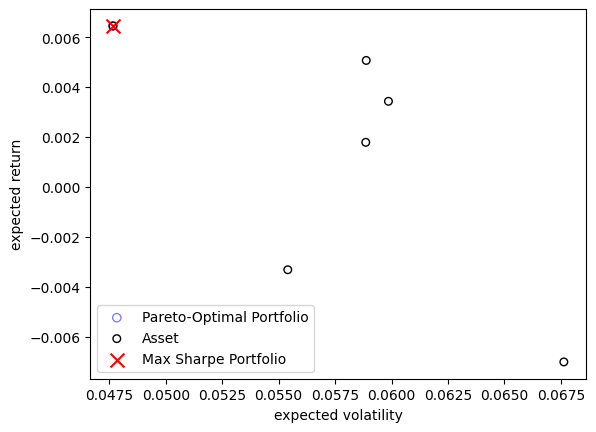 0.006
0.004
0.002
0.000
−0.002
−0.004
−0.006
expected return
Pareto-Optimal Portfolio
Asset
Max Sharpe Portfolio
0.0475 0.0500 0.0525 0.0550 0.0575 0.0600 0.0625 0.0650 0.0675
expected volatility